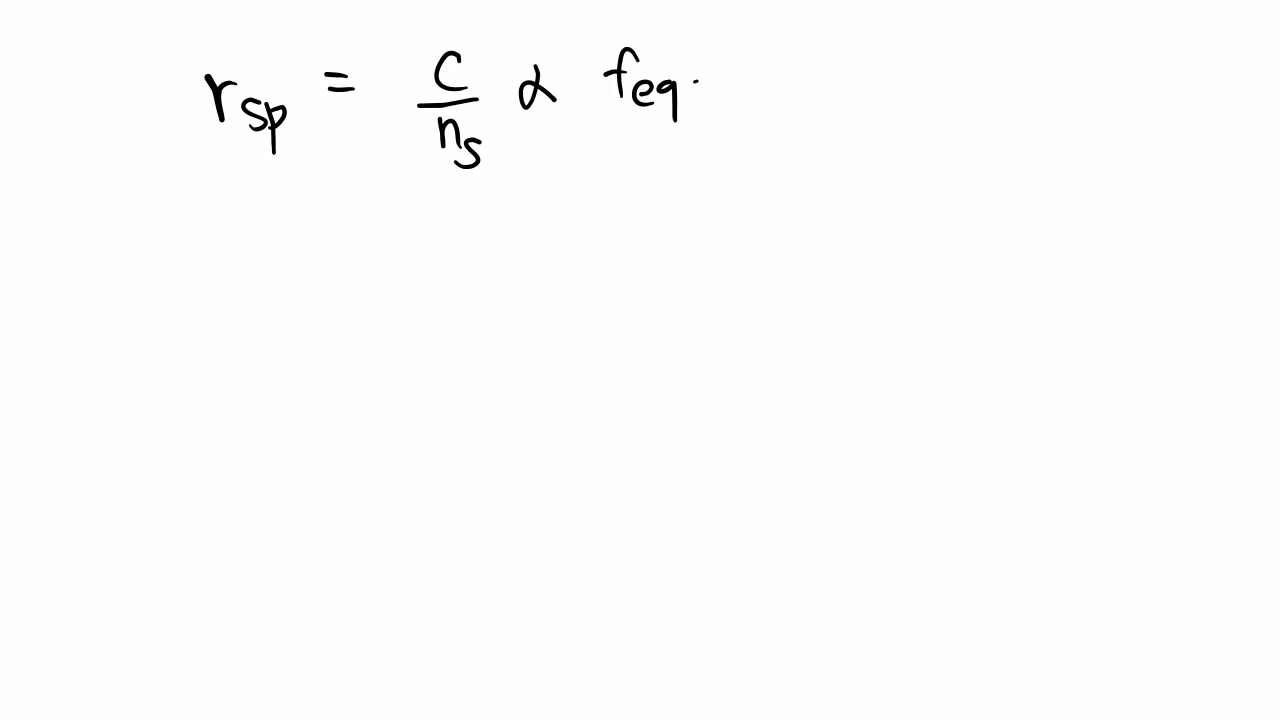 r_sp = c/n_s α f_eq.